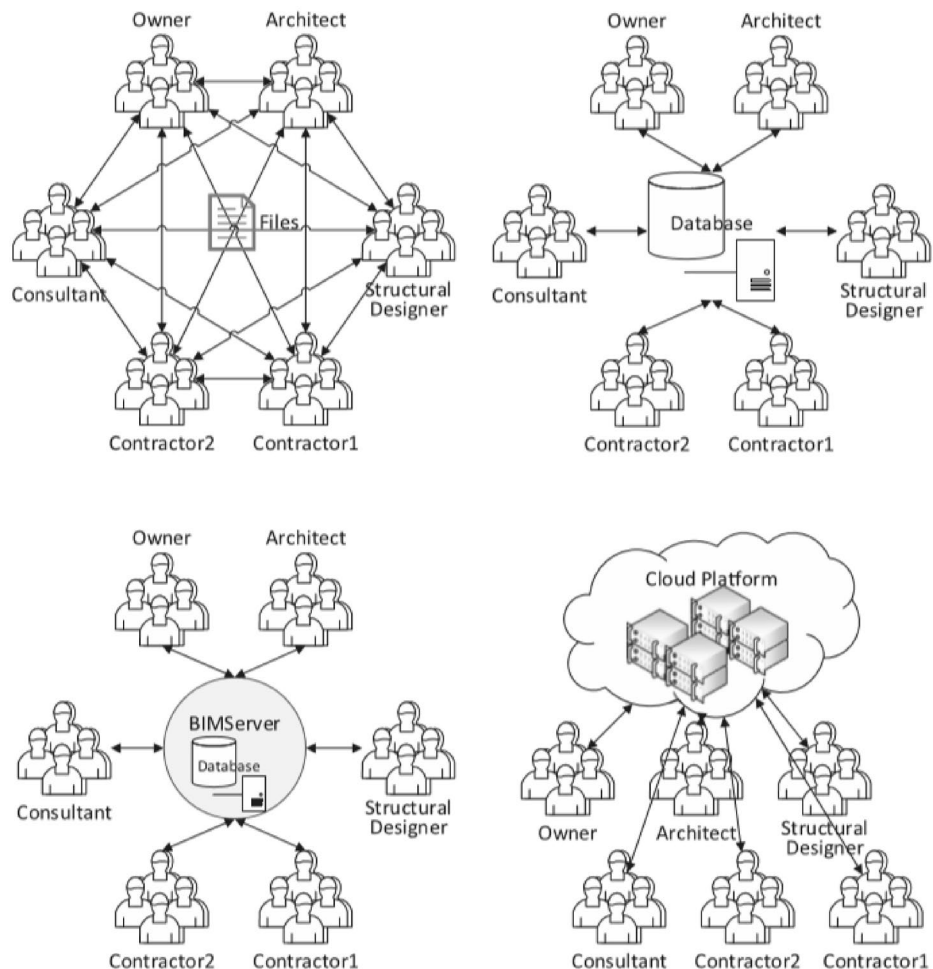 Owner
Architect
Files
Consultant
Structural
Designer
Contractor2
Contractor1
Owner
Architect
Database
Consultant
Structural
Designer
Contractor2
Contractor1
Owner
Architect
BIMServer
Database
Consultant
Structural
Designer
Contractor2
Contractor1
Cloud Platform
Owner
Architect
Structural
Designer
Consultant
Contractor2
Contractor1